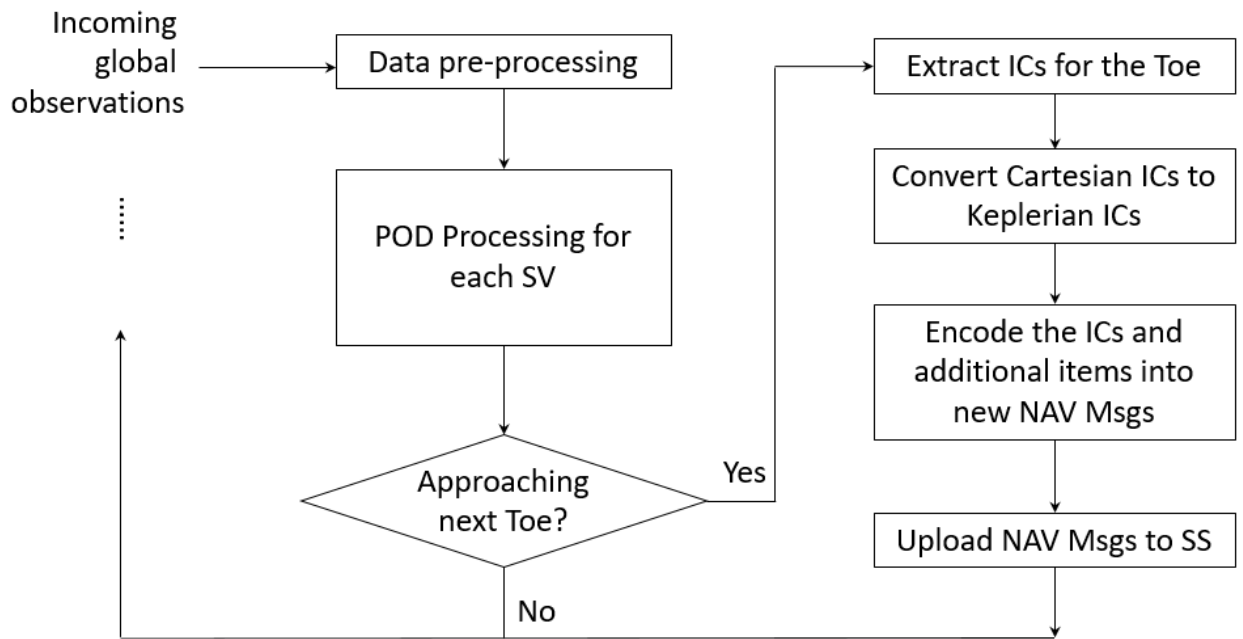 Incoming
global
observations
Data pre-processing
POD Processing for
each SV
Approaching
next Toe?
Yes
No
Extract ICs for the Toe
Convert Cartesian ICs to
Keplerian ICs
Encode the ICs and
additional items into
new NAV Msgs
Upload NAV Msgs to SS